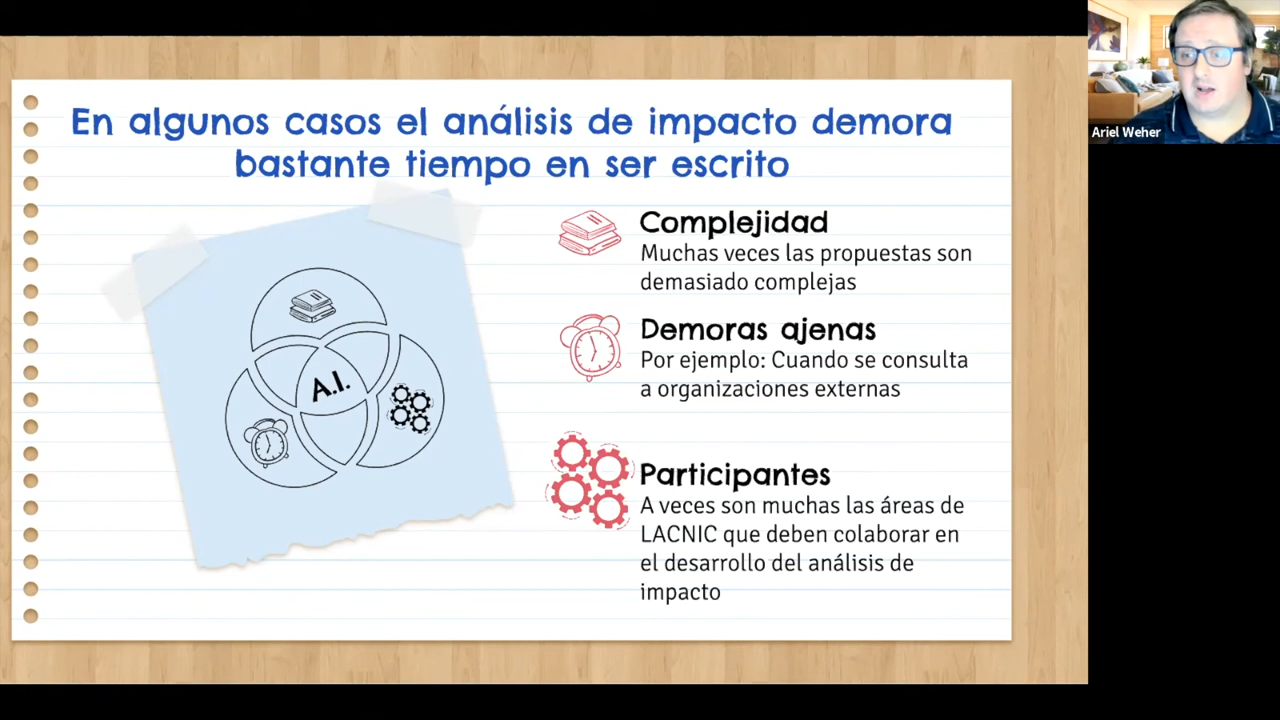 En algunos casos el análisis de impacto demora
bastante tiempo en ser escrito
A.I.
Complejidad
Muchas veces las propuestas son
demasiado complejas
Demoras ajenas
Por ejemplo: Cuando se consulta
a organizaciones externas
Participantes
A veces son muchas las áreas de
LACNIC que deben colaborar en
el desarrollo del análisis de
impacto
Ariel Weher